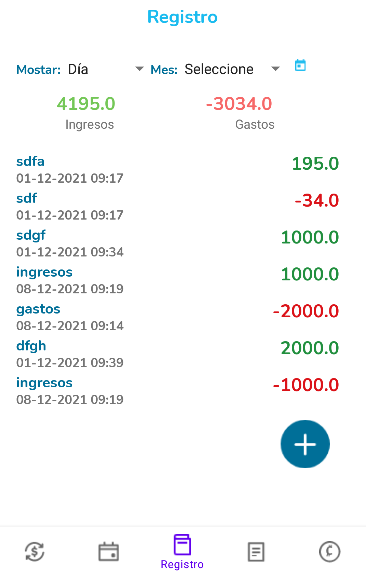 Registro
Mostar: Día Mes: Seleccione
4195.0 -3034.0
Ingresos Gastos
sdfa 195.0
01-12-2021 09:17
sdf -34.0
01-12-2021 09:17
sdgf 1000.0
01-12-2021 09:34
ingresos 1000.0
08-12-2021 09:19
gastos -2000.0
08-12-2021 09:14
dfgh 2000.0
01-12-2021 09:39
ingresos -1000.0
08-12-2021 09:19
Registro